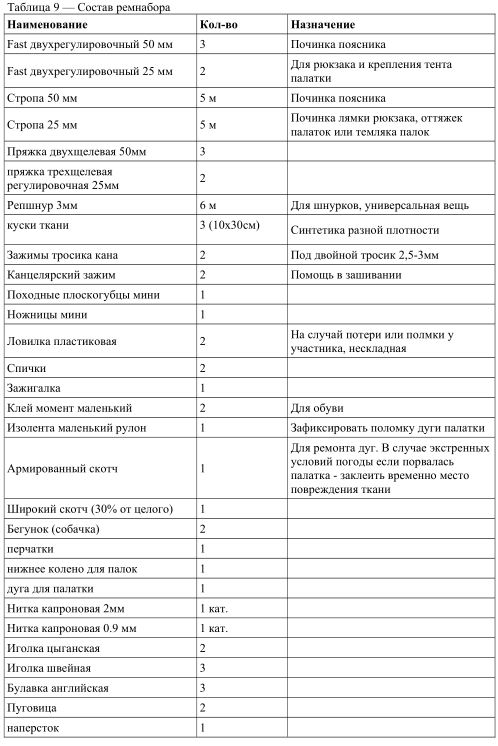 Таблица 9 — Состав ремнабора
Наименование Кол-во Назначение
Fast двухрегулировочный 50 мм 3 Починка поясника
Fast двухрегулировочный 25 мм 2 Для рюкзака и крепления тента
палатки
Стропа 50 мм 5 м Починка поясника
Стропа 25 мм 5 м Починка лямки рюкзака, оттяжек
палаток или темляка палок
Пряжка двухщелевая 50мм 3
пряжка трехщелевая
регулировочная 25мм 2
Репшнур 3мм 6 м Для шнурков, универсальная вещь
куски ткани 3 (10х30см) Синтетика разной плотности
Зажимы тросика кана 2 Под двойной тросик 2,5-3мм
Канцелярский зажим 2 Помощь в зашивании
Походные плоскогубцы мини 1
Ножницы мини 1
Ловилка пластиковая 2 На случай потери или полмки у
участника, нескладная
Спички 2
Зажигалка 1
Клей момент маленький 2 Для обуви
Изолента маленький рулон 1 Зафиксировать поломку дуги палатки
Армированный скотч 1 Для ремонта дуг. В случае экстренных
условий погоды если порвалась
палатка - заклеить временно место
повреждения ткани
Широкий скотч (30% от целого) 1
Бегунок (собачка) 2
перчатки 1
нижнее колено для палок 1
дуга для палатки 1
Нитка капроновая 2мм 1 кат.
Нитка капроновая 0.9 мм 1 кат.
Иголка цыганская 2
Иголка швейная 3
Булавка английская 3
Пуговица 2
наперсток 1